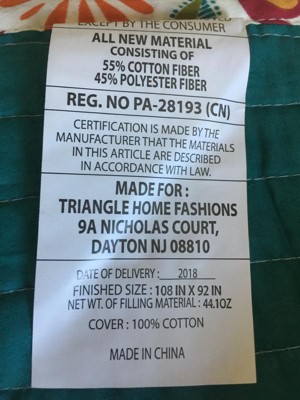 EXCEPT BY THE CONSUMER
ALL NEW MATERIAL
CONSISTING OF
55% COTTON FIBER
45% POLYESTER FIBER
REG. NO PA-28193 (CN)
CERTIFICATION IS MADE BY THE
MANUFACTURER THAT THE MATERIALS
IN THIS ARTICLE ARE DESCRIBED
IN ACCORDANCE WITH LAW.
MADE FOR :
TRIANGLE HOME FASHIONS
9A NICHOLAS COURT,
DAYTON NJ 08810
DATE OF DELIVERY : 2018
FINISHED SIZE : 108 IN X 92 IN
NET WT. OF FILLING MATERIAL : 44.1OZ
COVER : 100% COTTON
MADE IN CHINA